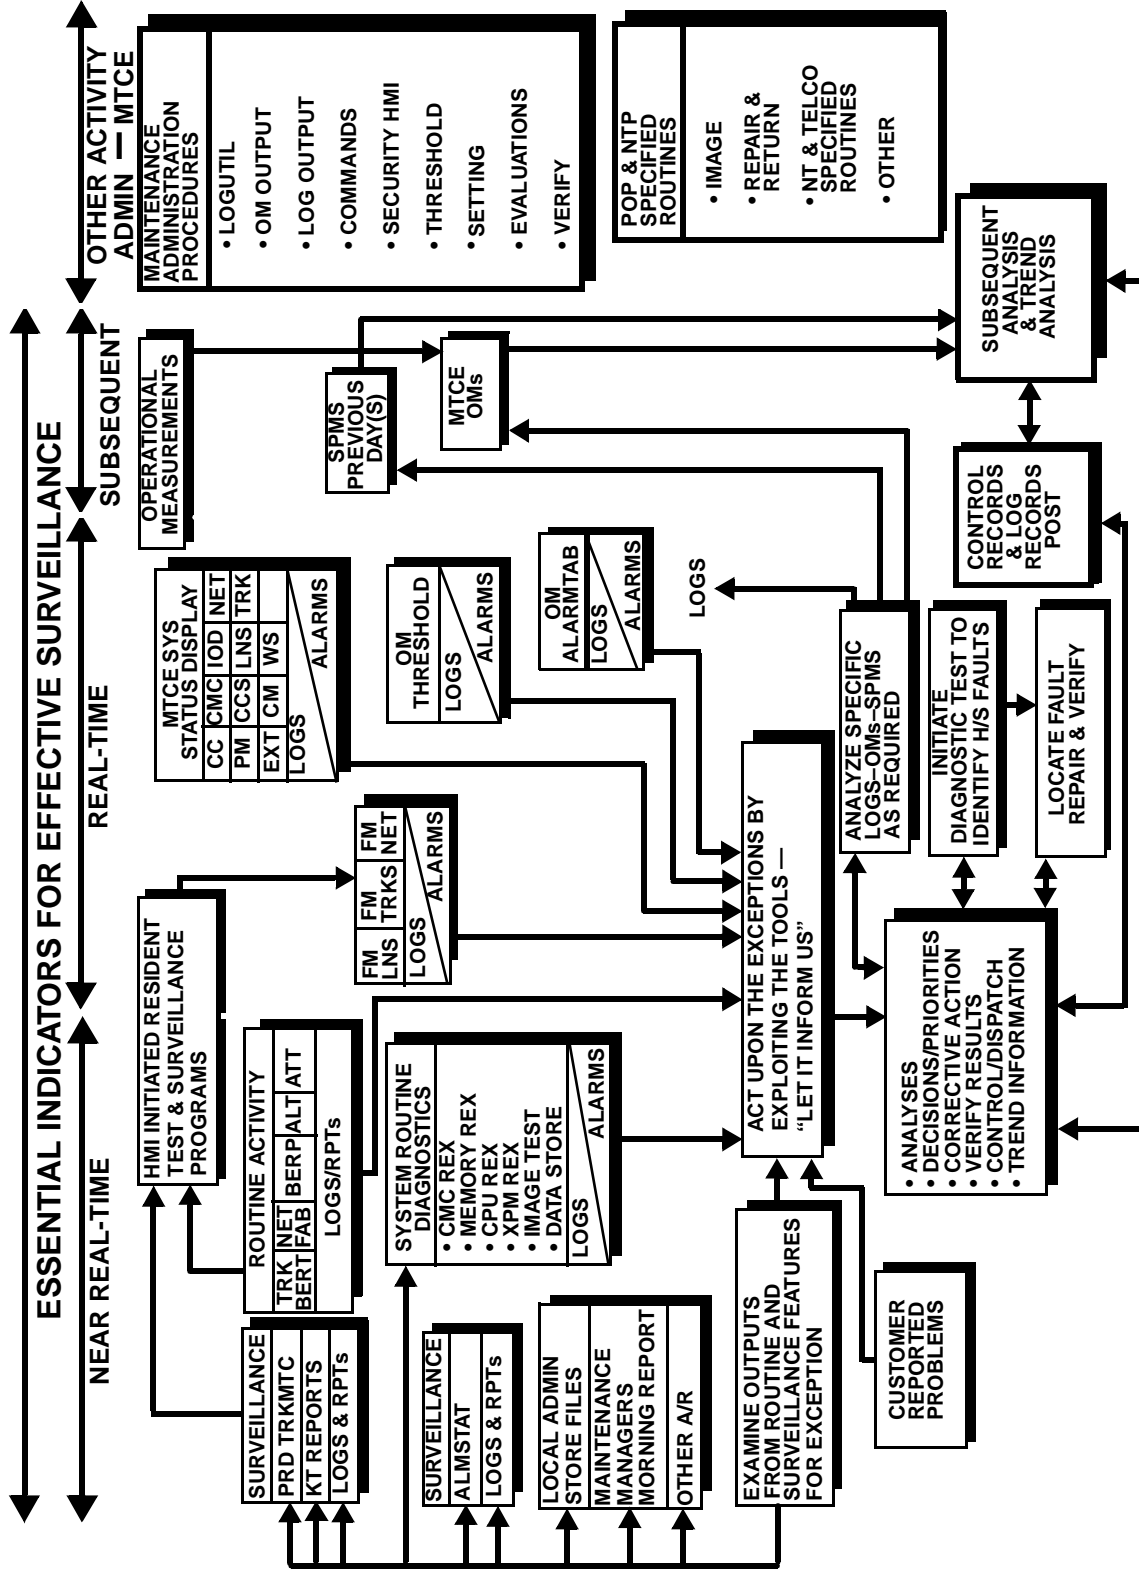 ESSENTIAL INDICATORS FOR EFFECTIVE SURVEILLANCE
NEAR REAL-TIME
REAL-TIME
SUBSEQUENT
OTHER ACTIVITY
ADMIN — MTCE
SURVEILLANCE
PRD TRKMTC
KT REPORTS
LOGS & RPTs
SURVEILLANCE
ALMSTAT
LOGS & RPTs
LOCAL ADMIN
STORE FILES
MAINTENANCE
MANAGERS
MORNING REPORT
OTHER A/R
EXAMINE OUTPUTS
FROM ROUTINE AND
SURVEILLANCE FEATURES
FOR EXCEPTION
CUSTOMER
REPORTED
PROBLEMS
HMI INITIATED RESIDENT
TEST & SURVEILLANCE
PROGRAMS
ROUTINE ACTIVITY
TRK BERT
NET FAB
BERP
ALT
ATT
LOGS/RPTs
SYSTEM ROUTINE
DIAGNOSTICS
• CMC REX
• MEMORY REX
• CPU REX
• XPM REX
• IMAGE TEST
• DATA STORE
LOGS
ALARMS
FM LNS
FM TRKS
FM NET
LOGS
ALARMS
MTCE SYS
STATUS DISPLAY
CC CMC IOD NET
PM CCS LNS TRK
EXT CM WS
LOGS
ALARMS
OM
THRESHOLD
LOGS
ALARMS
OM
ALARMTAB
LOGS
ALARMS
LOGS
ACT UPON THE EXCEPTIONS BY
EXPLOITING THE TOOLS —
“LET IT INFORM US”
• ANALYSES
• DECISIONS/PRIORITIES
• CORRECTIVE ACTION
• VERIFY RESULTS
• CONTROL/DISPATCH
• TREND INFORMATION
ANALYZE SPECIFIC
LOGS–OMs–SPMS
AS REQUIRED
INITIATE
DIAGNOSTIC TEST TO
IDENTIFY H/S FAULTS
LOCATE FAULT
REPAIR & VERIFY
OPERATIONAL
MEASUREMENTS
SPMS
PREVIOUS
DAY(S)
MTCE
OMs
CONTROL
RECORDS
& LOG
RECORDS
POST
SUBSEQUENT
ANALYSIS
& TREND
ANALYSIS
MAINTENANCE
ADMINISTRATION
PROCEDURES
• LOGUTIL
• OM OUTPUT
• LOG OUTPUT
• COMMANDS
• SECURITY HMI
• THRESHOLD
• SETTING
• EVALUATIONS
• VERIFY
POP & NTP
SPECIFIED
ROUTINES
• IMAGE
• REPAIR &
RETURN
• NT & TELCO
SPECIFIED
ROUTINES
• OTHER